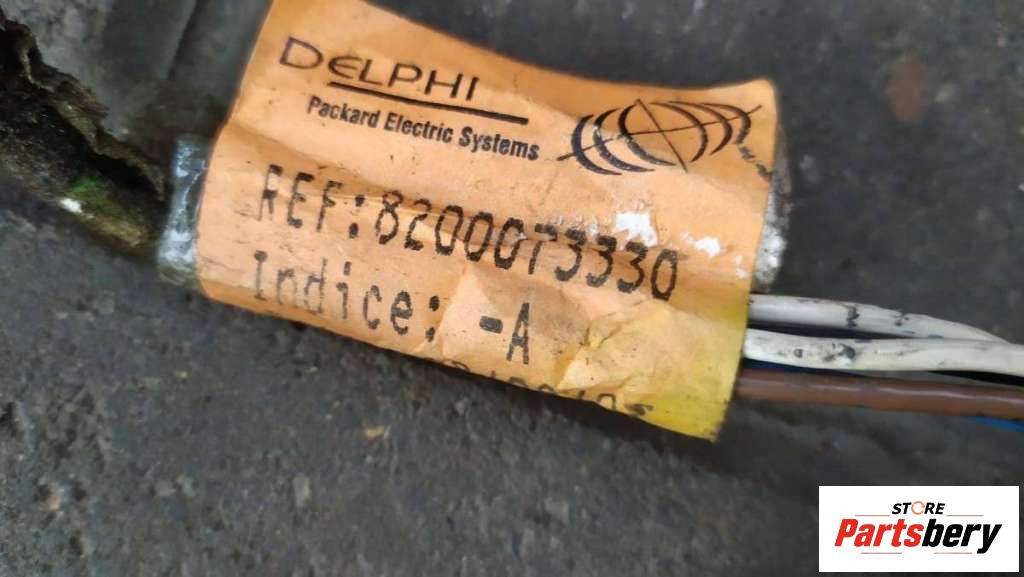 DELPHI
Packard Electric Systems
REF:8200073330
Indice: -A
STORE
Partsbery